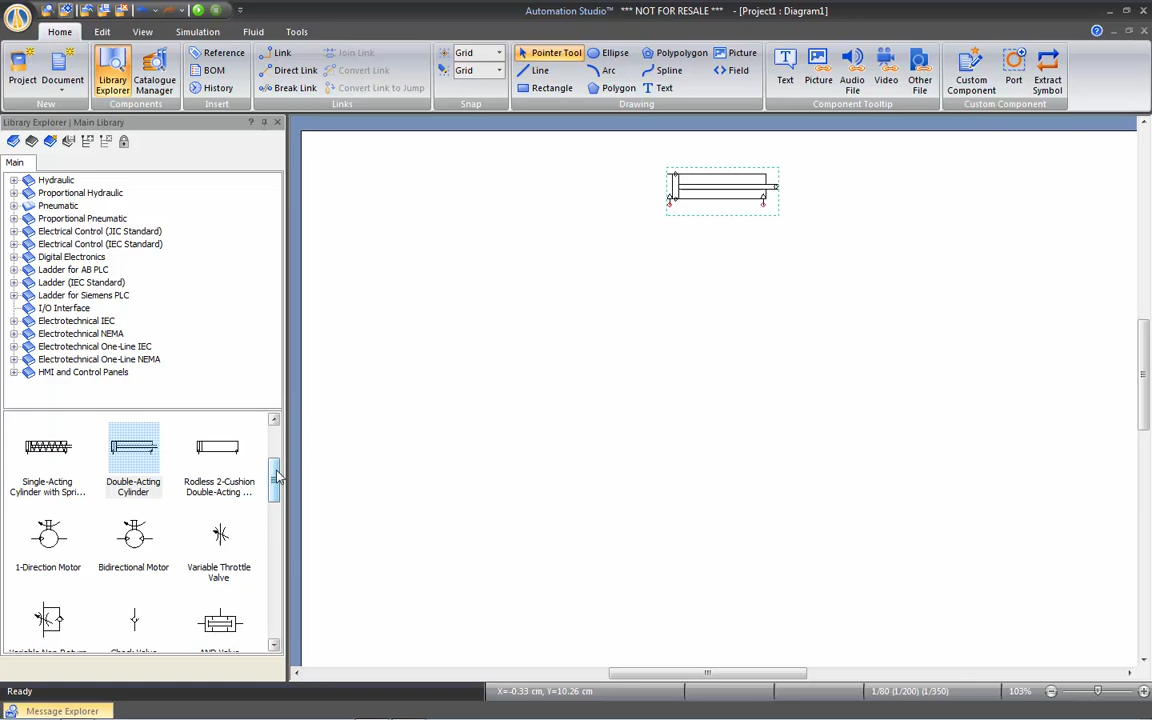 Automation Studio™ *** NOT FOR RESALE *** - [Project1 : Diagram1]
Home Edit View Simulation Fluid Tools
Project
Document
New
Library Explorer
Catalogue Manager
Components
Reference
BOM
History
Insert
Link
Direct Link
Break Link
Join Link
Convert Link
Convert Link to Jump
Links
Grid
Grid
Snap
Pointer Tool
Line
Rectangle
Ellipse
Arc
Polygon
Polypolygon
Spline
Text
Picture
Field
Drawing
Text
Picture
Audio File
Video
Other File
Component Tooltip
Custom Component
Port
Extract Symbol
Custom Component
Library Explorer | Main Library
Main
Hydraulic
Proportional Hydraulic
Pneumatic
Proportional Pneumatic
Electrical Control (JIC Standard)
Electrical Control (IEC Standard)
Digital Electronics
Ladder for AB PLC
Ladder (IEC Standard)
Ladder for Siemens PLC
I/O Interface
Electrotechnical IEC
Electrotechnical NEMA
Electrotechnical One-Line IEC
Electrotechnical One-Line NEMA
HMI and Control Panels
Single-Acting
Cylinder with Spri...
Double-Acting
Cylinder
Rodless 2-Cushion
Double-Acting ...
1-Direction Motor
Bidirectional Motor
Variable Throttle
Valve
Variable Non-Return
Check Valve
AND Valve
Ready
X=-0.33 cm, Y=10.26 cm
1/80 (1/200) (1/350)
103%
Message Explorer